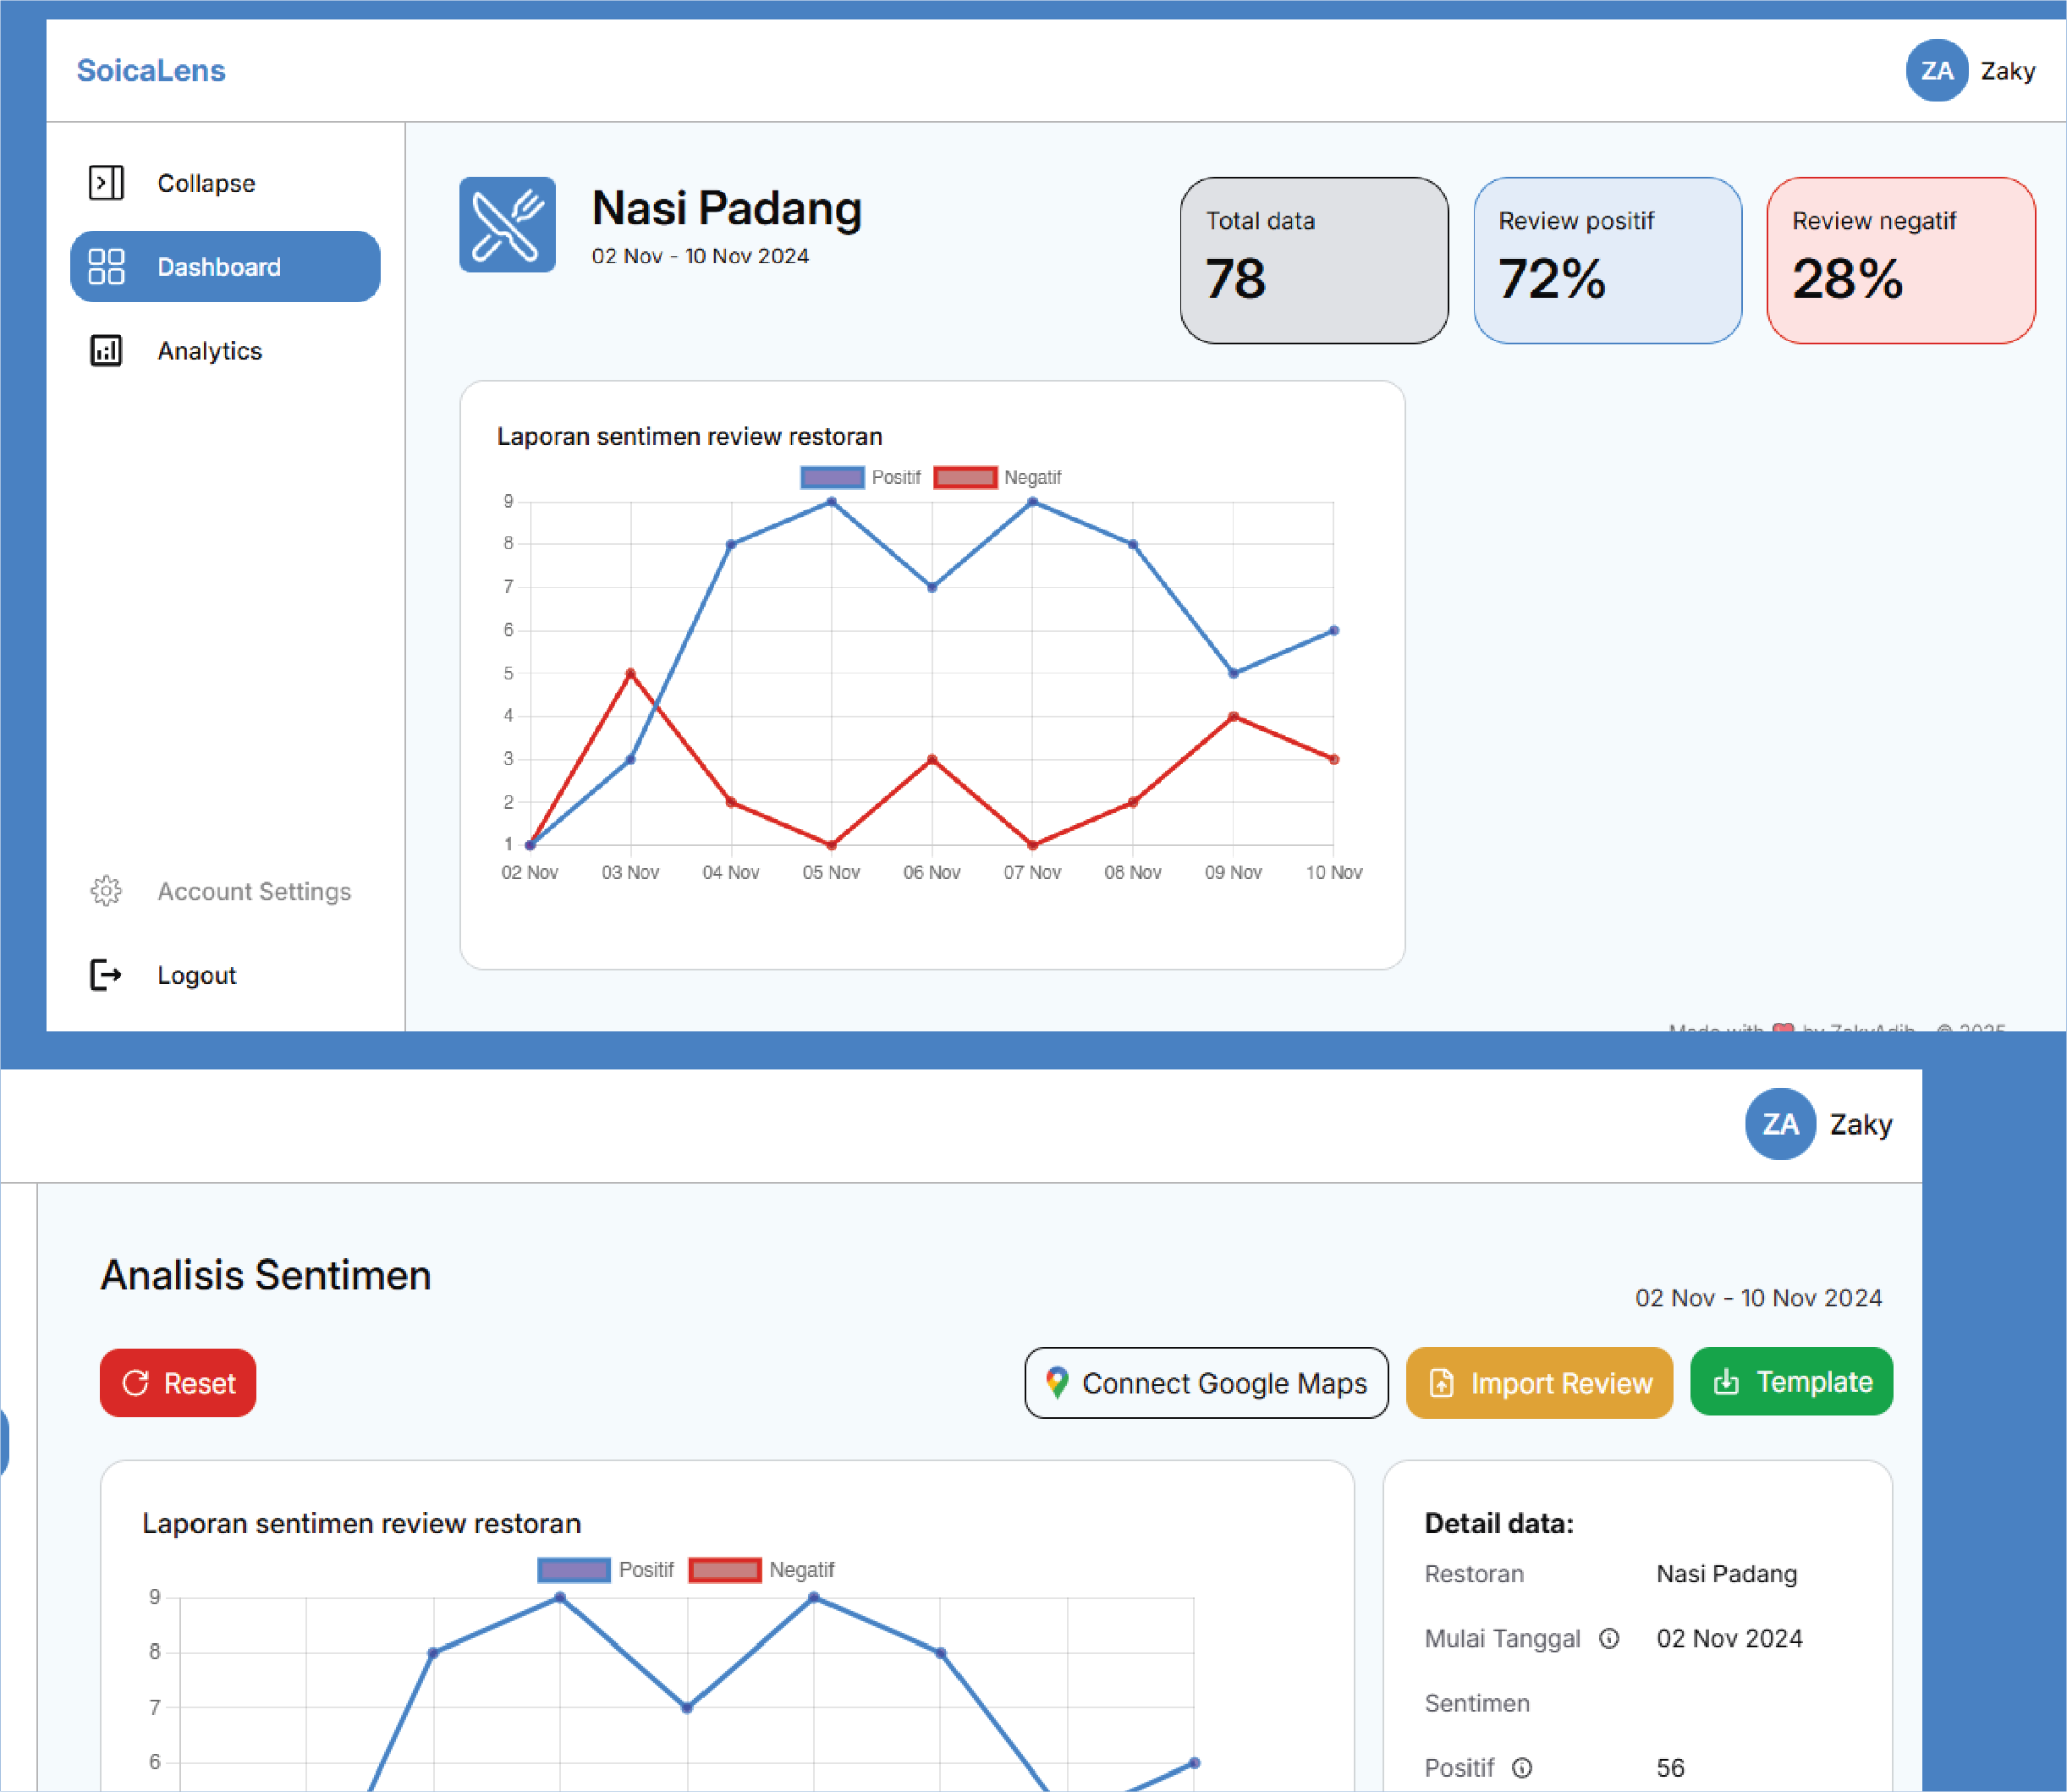 SoicaLens
ZA Zaky
Collapse
Dashboard
Analytics
Account Settings
Logout
Nasi Padang
02 Nov - 10 Nov 2024
Total data
78
Review positif
72%
Review negatif
28%
Laporan sentimen review restoran
Positif Negatif
9
8
7
6
5
4
3
2
1
02 Nov 03 Nov 04 Nov 05 Nov 06 Nov 07 Nov 08 Nov 09 Nov 10 Nov
Made with ❤ by ZakyAdib © 2025
ZA Zaky
Analisis Sentimen
02 Nov - 10 Nov 2024
Reset
Connect Google Maps
Import Review
Template
Laporan sentimen review restoran
Positif Negatif
9
8
7
6
Detail data:
Restoran Nasi Padang
Mulai Tanggal 02 Nov 2024
Sentimen
Positif 56